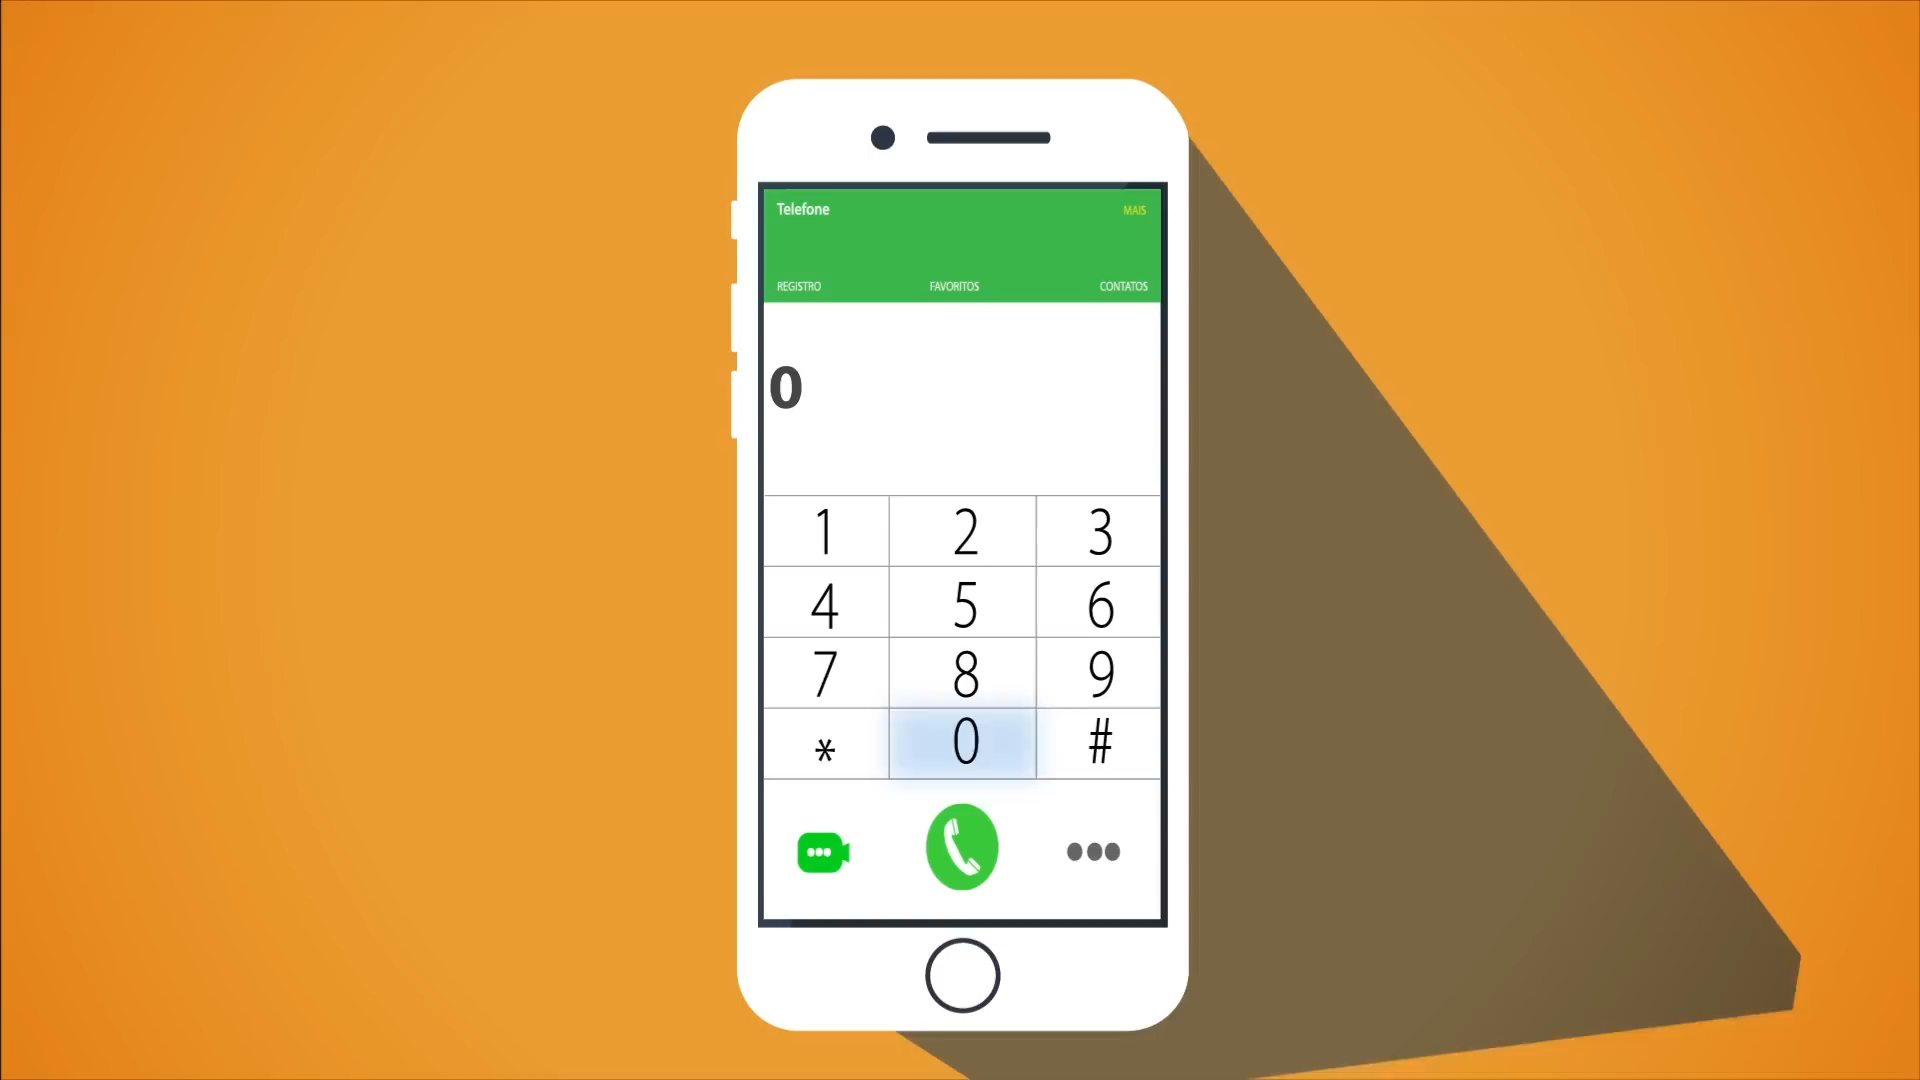 Telefone MAIS
REGISTRO FAVORITOS CONTATOS
0
1 2 3
4 5 6
7 8 9
* 0 #